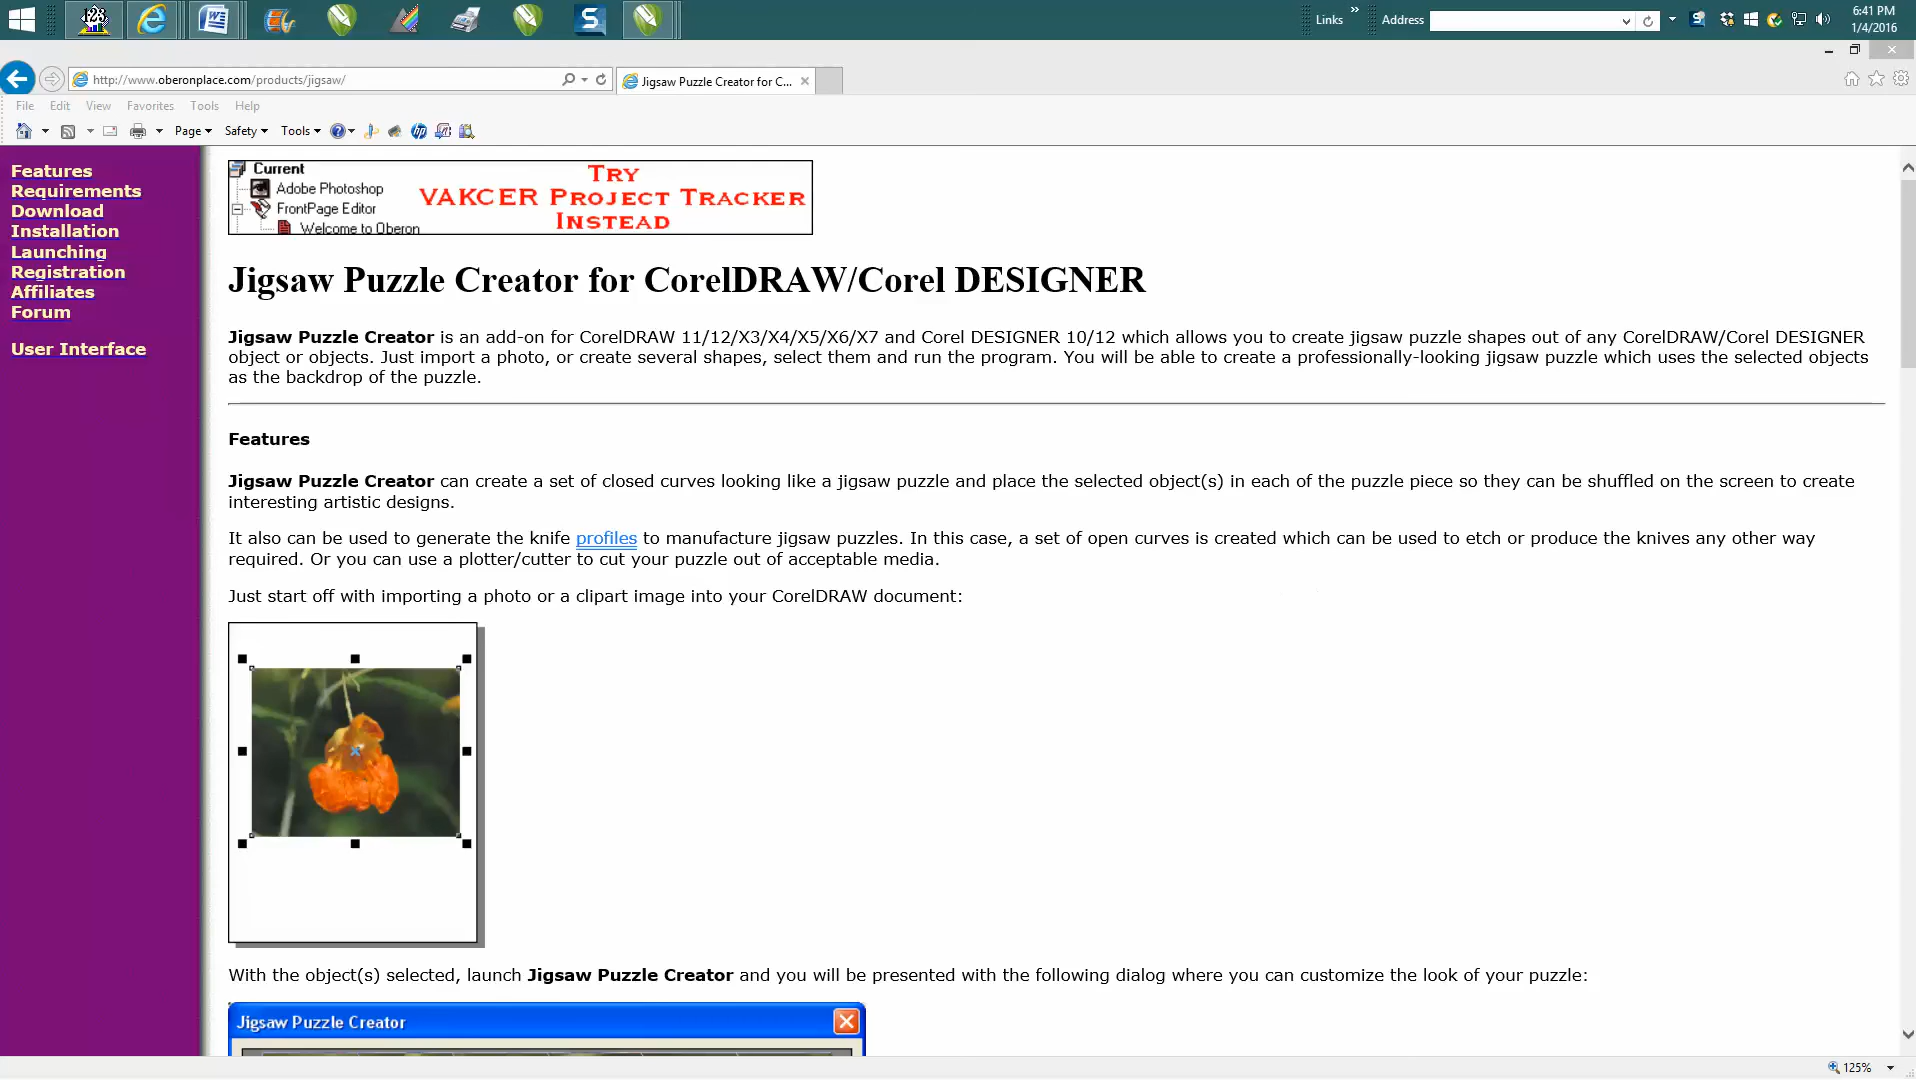 Links
Address
6:41 PM
1/4/2016
http://www.oberonplace.com/products/jigsaw/
Jigsaw Puzzle Creator for C...
File Edit View Favorites Tools Help
Page Safety Tools
Features
Requirements
Download
Installation
Launching
Registration
Affiliates
Forum
User Interface
Current
Adobe Photoshop
FrontPage Editor
Welcome to Oberon
Try
VAKCER Project Tracker
Instead
Jigsaw Puzzle Creator for CorelDRAW/Corel DESIGNER
Jigsaw Puzzle Creator is an add-on for CorelDRAW 11/12/X3/X4/X5/X6/X7 and Corel DESIGNER 10/12 which allows you to create jigsaw puzzle shapes out of any CorelDRAW/Corel DESIGNER
object or objects. Just import a photo, or create several shapes, select them and run the program. You will be able to create a professionally-looking jigsaw puzzle which uses the selected objects
as the backdrop of the puzzle.
Features
Jigsaw Puzzle Creator can create a set of closed curves looking like a jigsaw puzzle and place the selected object(s) in each of the puzzle piece so they can be shuffled on the screen to create
interesting artistic designs.
It also can be used to generate the knife profiles to manufacture jigsaw puzzles. In this case, a set of open curves is created which can be used to etch or produce the knives any other way
required. Or you can use a plotter/cutter to cut your puzzle out of acceptable media.
Just start off with importing a photo or a clipart image into your CorelDRAW document:
With the object(s) selected, launch Jigsaw Puzzle Creator and you will be presented with the following dialog where you can customize the look of your puzzle:
Jigsaw Puzzle Creator
125%